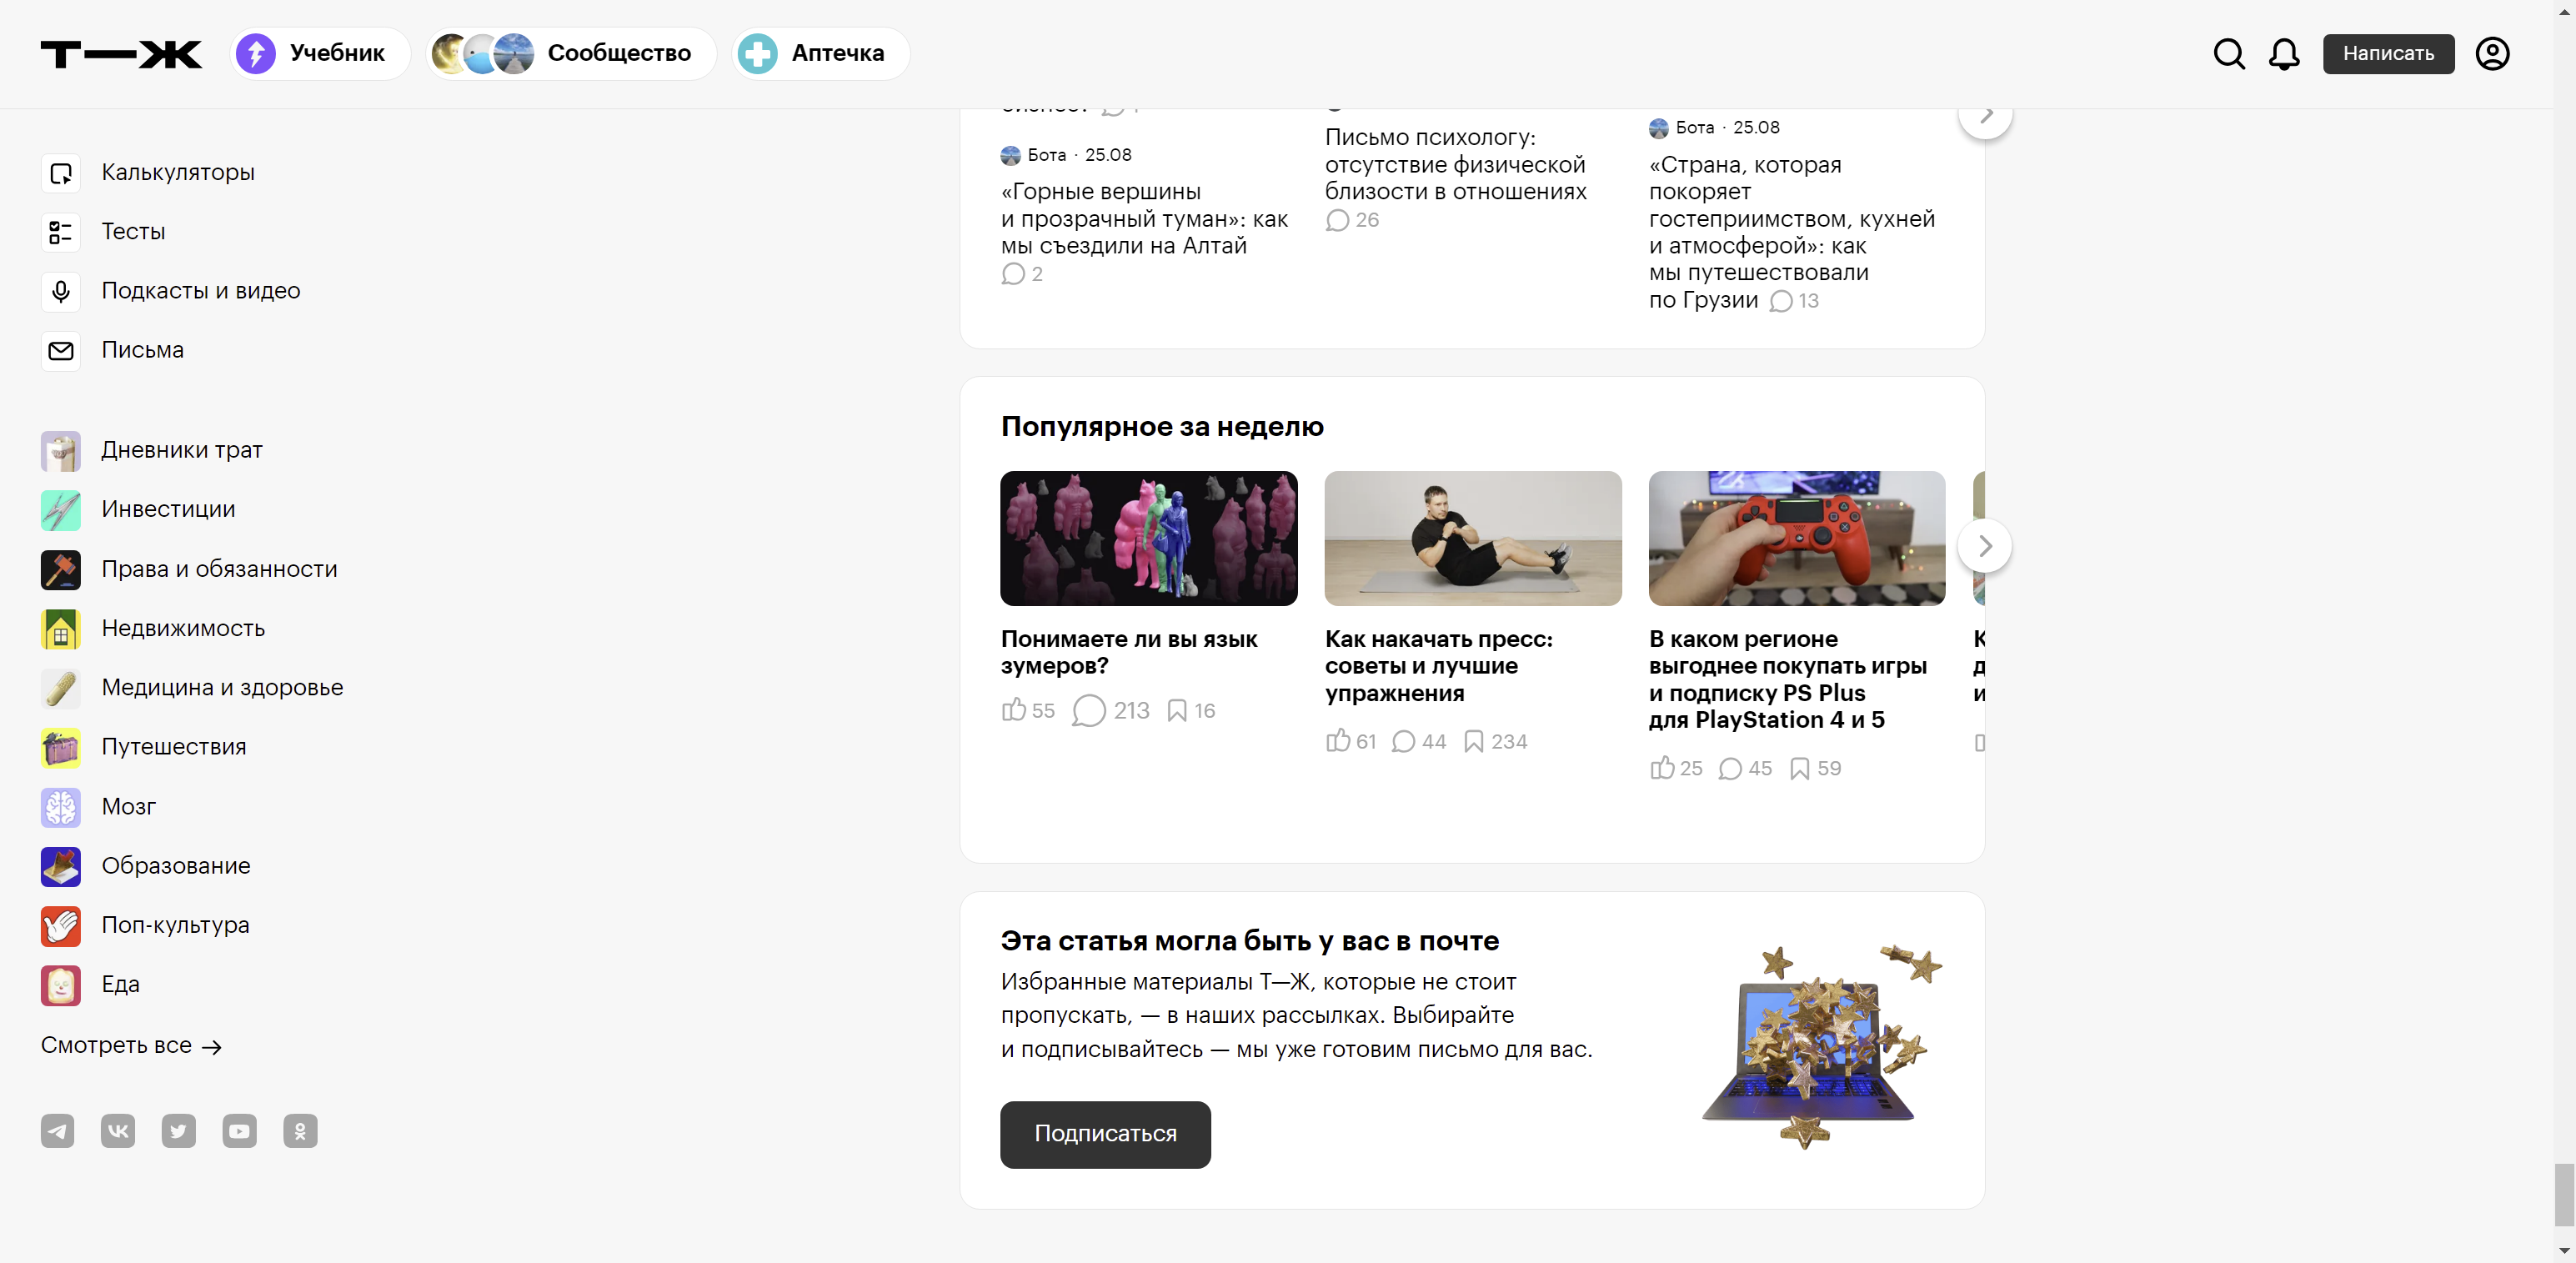 Т—Ж
Учебник
Сообщество
Аптечка
Написать
Калькуляторы
Тесты
Подкасты и видео
Письма
Дневники трат
Инвестиции
Права и обязанности
Недвижимость
Медицина и здоровье
Путешествия
Мозг
Образование
Поп-культура
Еда
Смотреть все →
Бота · 25.08
«Горные вершины
и прозрачный туман»: как
мы съездили на Алтай
2
Письмо психологу:
отсутствие физической
близости в отношениях
26
Бота · 25.08
«Страна, которая
покоряет
гостеприимством, кухней
и атмосферой»: как
мы путешествовали
по Грузии 13
Популярное за неделю
Понимаете ли вы язык
зумеров?
55 213 16
Как накачать пресс:
советы и лучшие
упражнения
61 44 234
В каком регионе
выгоднее покупать игры
и подписку PS Plus
для PlayStation 4 и 5
25 45 59
Эта статья могла быть у вас в почте
Избранные материалы Т—Ж, которые не стоит
пропускать, — в наших рассылках. Выбирайте
и подписывайтесь — мы уже готовим письмо для вас.
Подписаться